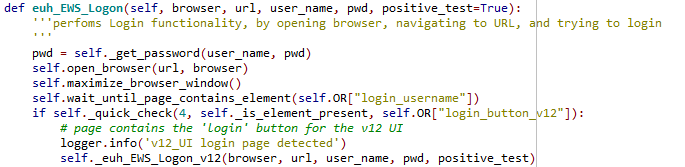 def euh_EWS_Logon(self, browser, url, user_name, pwd, positive_test=True):
    '''perfoms Login functionality, by opening browser, navigating to URL, and trying to login
    '''
    pwd = self._get_password(user_name, pwd)
    self.open_browser(url, browser)
    self.maximize_browser_window()
    self.wait_until_page_contains_element(self.OR["login_username"])
    if self._quick_check(4, self._is_element_present, self.OR["login_button_v12"]):
        # page contains the 'login' button for the v12 UI
        logger.info('v12_UI login page detected')
        self._euh_EWS_Logon_v12(browser, url, user_name, pwd, positive_test)